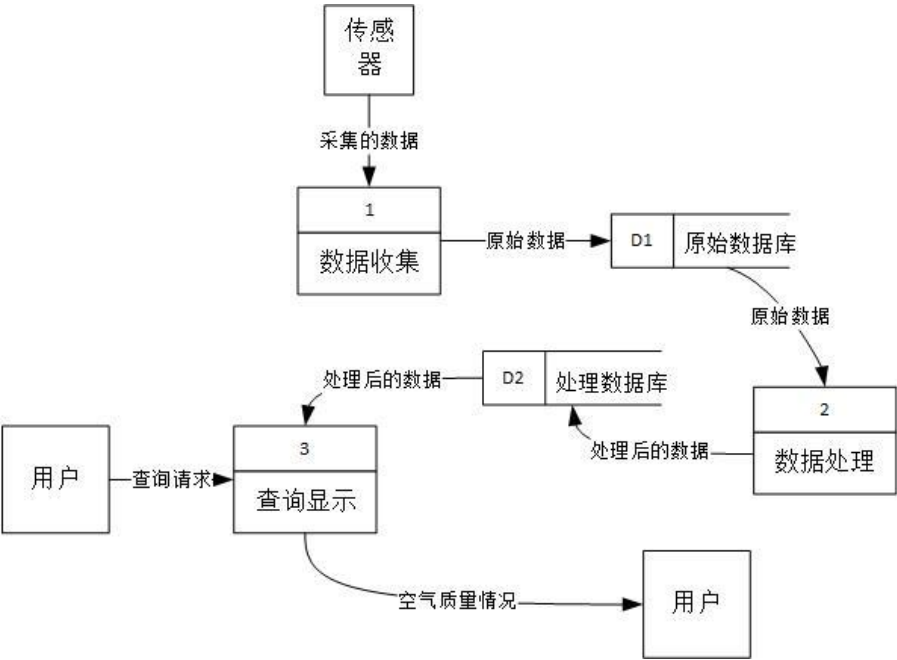 传感
器
采集的数据
1
数据收集
原始数据
D1
原始数据库
原始数据
2
数据处理
处理后的数据
D2
处理数据库
处理后的数据
3
查询显示
用户
查询请求
空气质量情况
用户